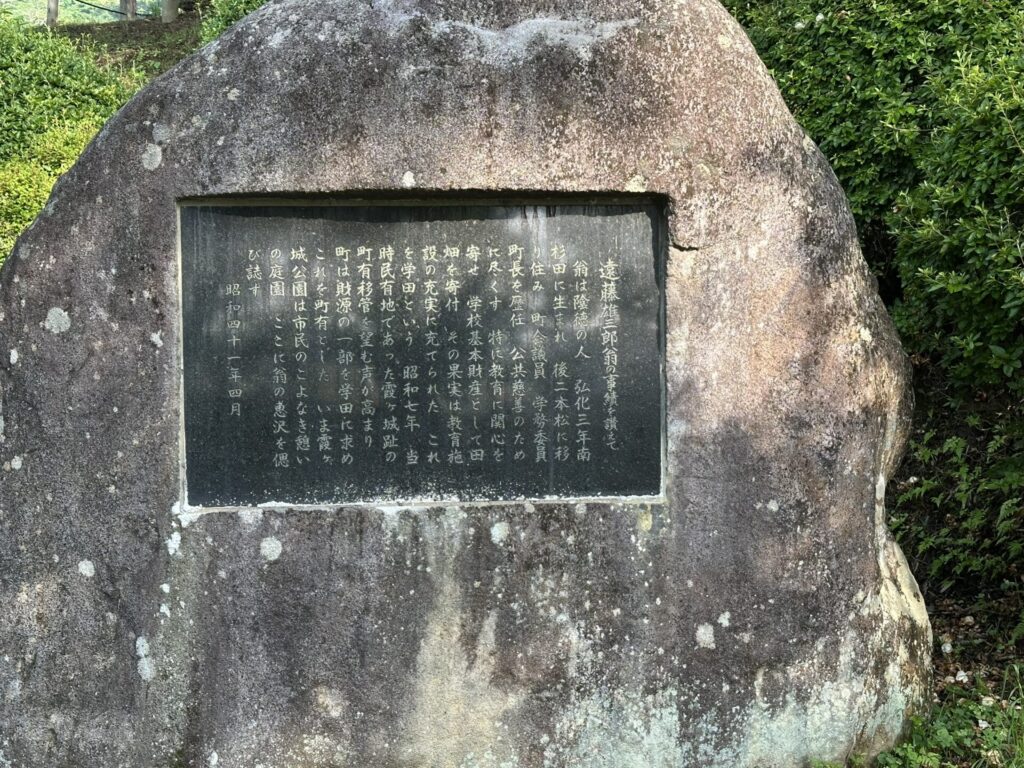 遠藤雄三郎翁の事績を讃えて
翁は陰徳の人　弘化三年南
杉田に生まれ　後二本松に移
り住み　町会議員　学務委員
町長を歴任　公共慈善のため
に尽くす　特に教育に関心を
寄せ　学校基本財産として田
畑を寄付　その果実は教育施
設の充実に充てられた　これ
を学田という　昭和七年　当
時民有地であった霞ヶ城趾の
町有移管を望む声が高まり
町は財源の一部を学田に求め
これを町有とした　いま霞ヶ
城公園は市民のこよなき憩い
の庭園　ことに翁の恵沢を偲
び誌す
昭和四十一年四月